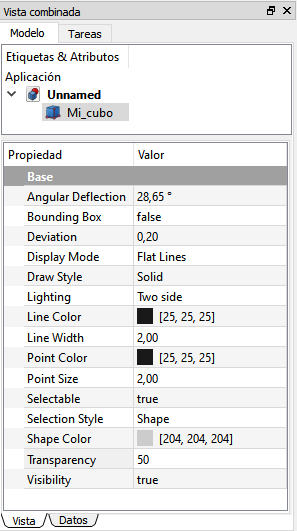 Vista combinada
Modelo Tareas
Etiquetas & Atributos
Aplicación
Unnamed
Mi_cubo
Propiedad Valor
Base
Angular Deflection 28,65 °
Bounding Box false
Deviation 0,20
Display Mode Flat Lines
Draw Style Solid
Lighting Two side
Line Color [25, 25, 25]
Line Width 2,00
Point Color [25, 25, 25]
Point Size 2,00
Selectable true
Selection Style Shape
Shape Color [204, 204, 204]
Transparency 50
Visibility true
Vista Datos